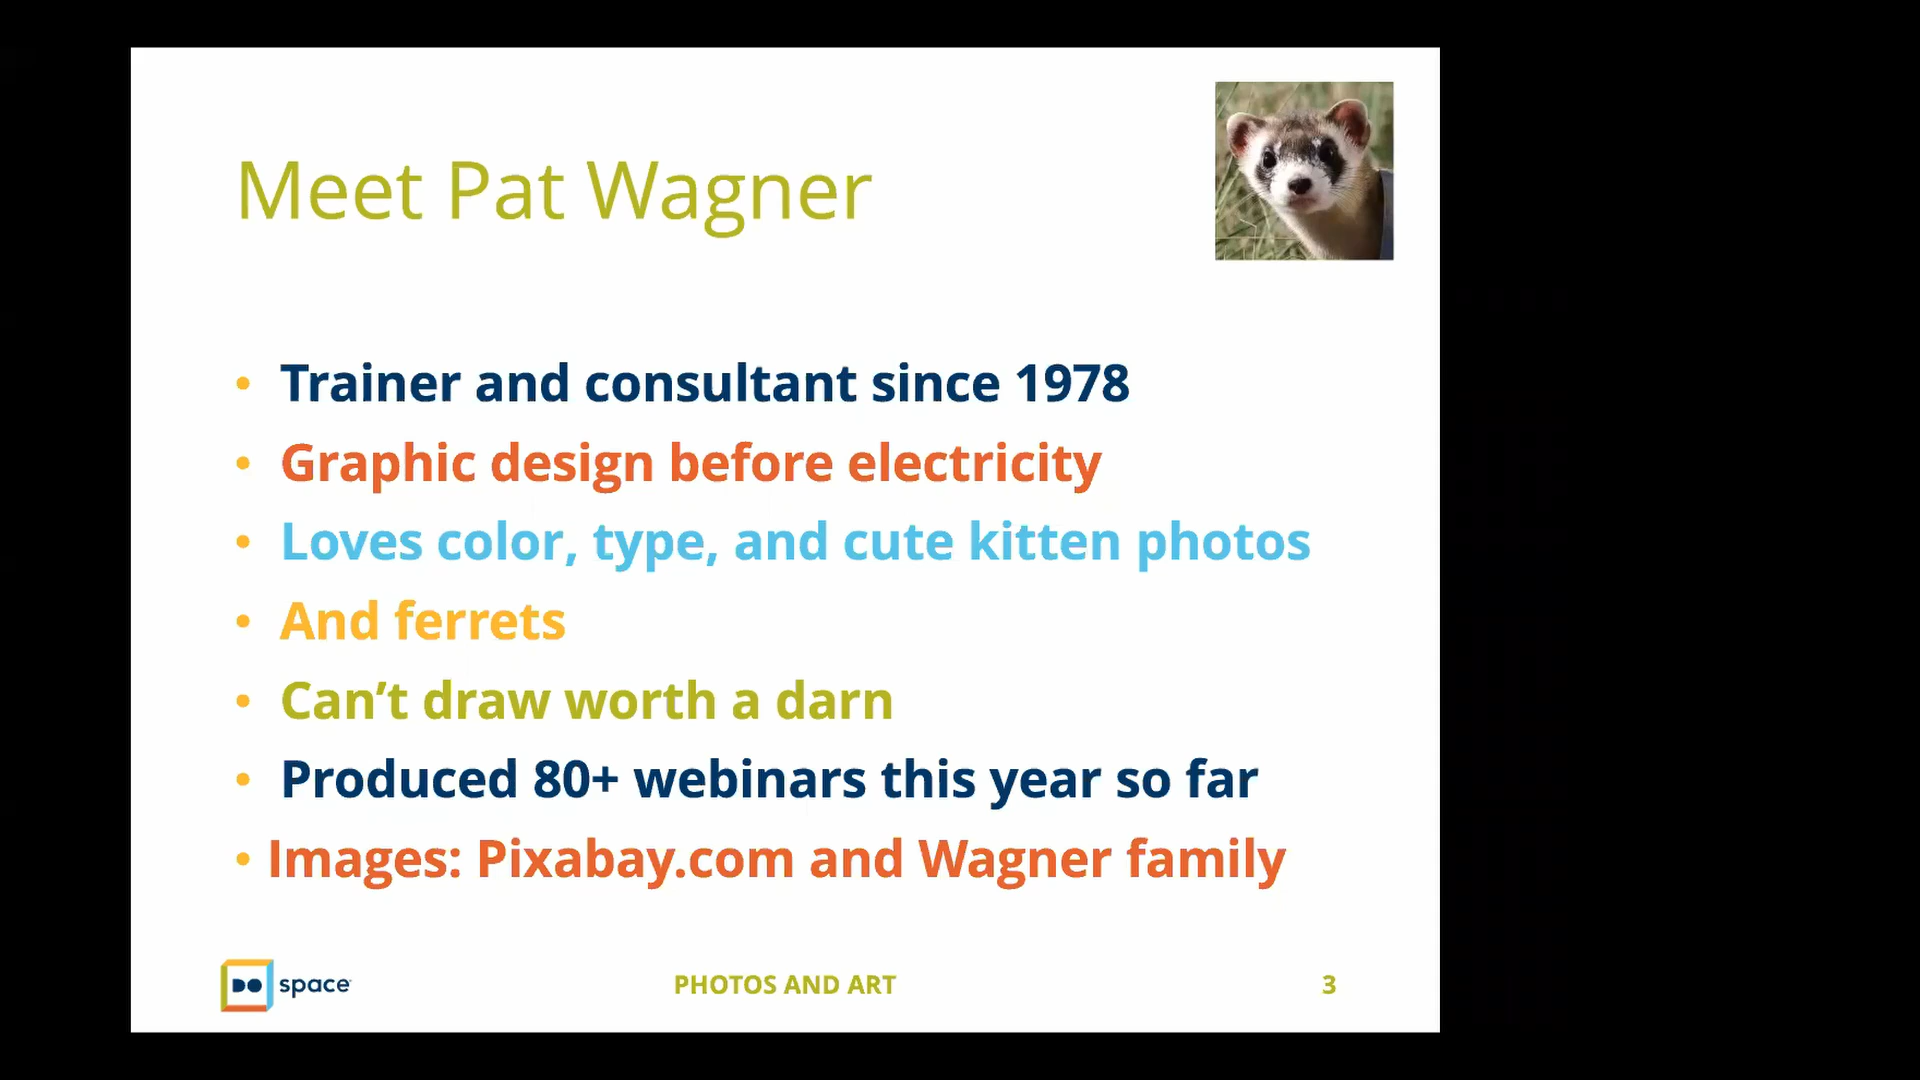 Meet Pat Wagner
• Trainer and consultant since 1978
• Graphic design before electricity
• Loves color, type, and cute kitten photos
• And ferrets
• Can’t draw worth a darn
• Produced 80+ webinars this year so far
• Images: Pixabay.com and Wagner family
DO space
PHOTOS AND ART
3